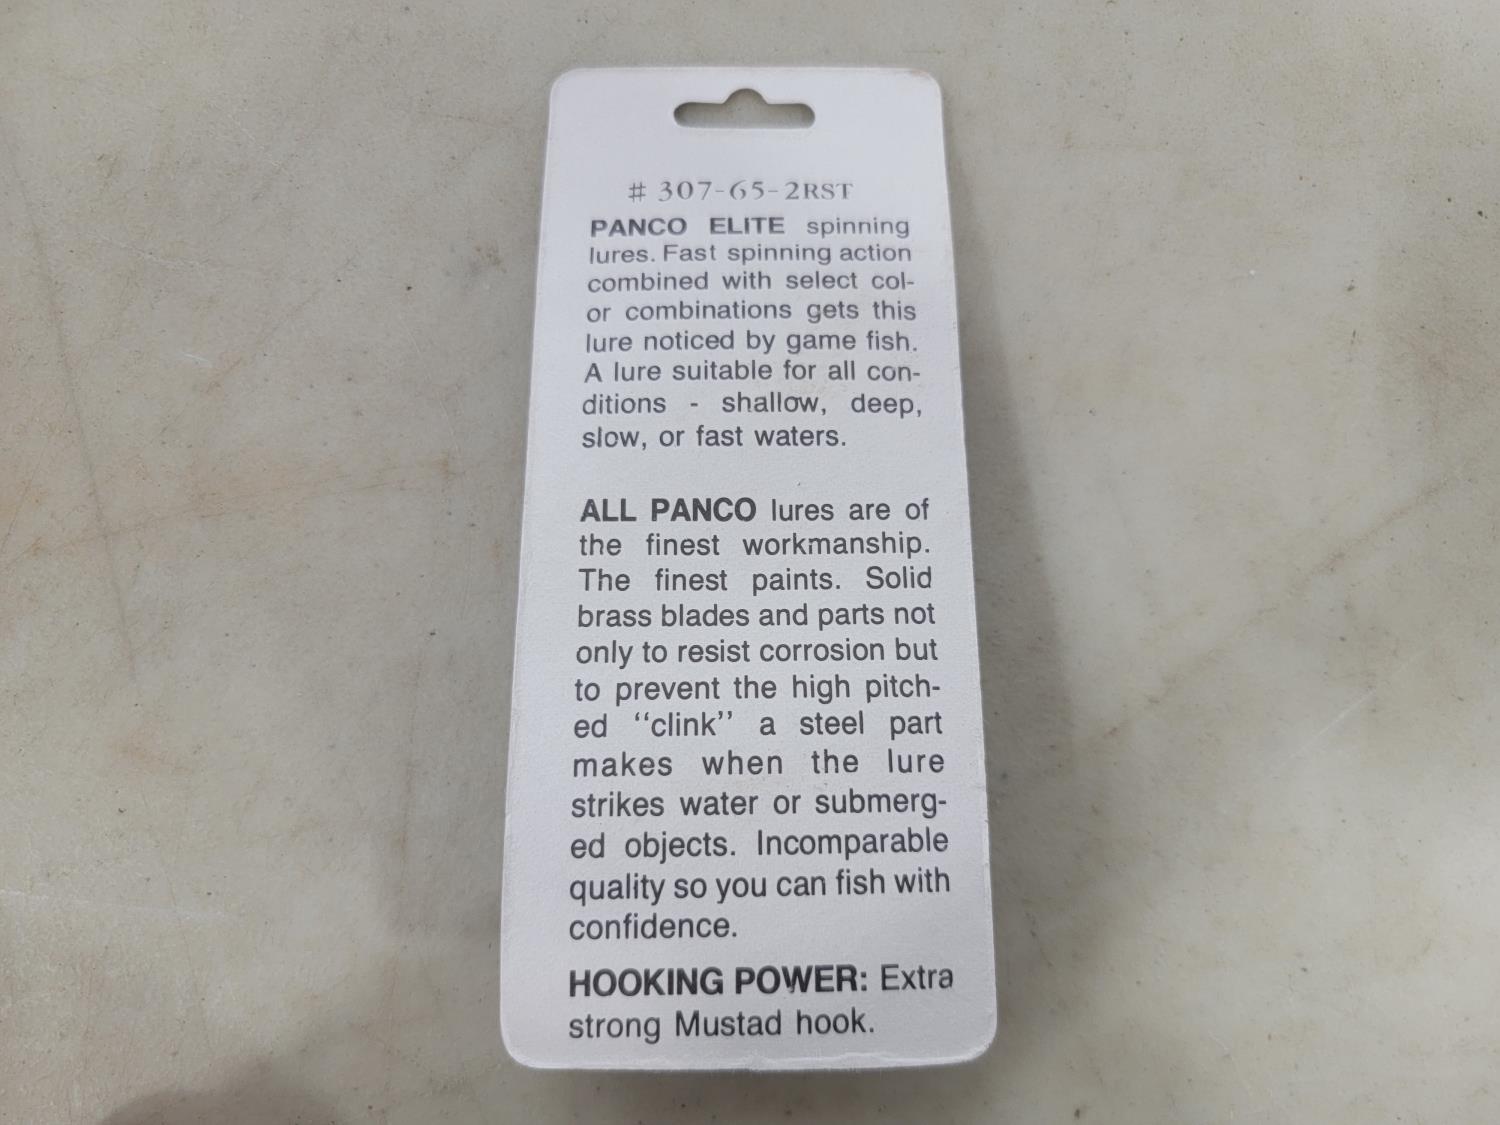 # 307-65-2RST
PANCO ELITE spinning
lures. Fast spinning action
combined with select col-
or combinations gets this
lure noticed by game fish.
A lure suitable for all con-
ditions - shallow, deep,
slow, or fast waters.
ALL PANCO lures are of
the finest workmanship.
The finest paints. Solid
brass blades and parts not
only to resist corrosion but
to prevent the high pitch-
ed “clink” a steel part
makes when the lure
strikes water or submerg-
ed objects. Incomparable
quality so you can fish with
confidence.
HOOKING POWER: Extra
strong Mustad hook.